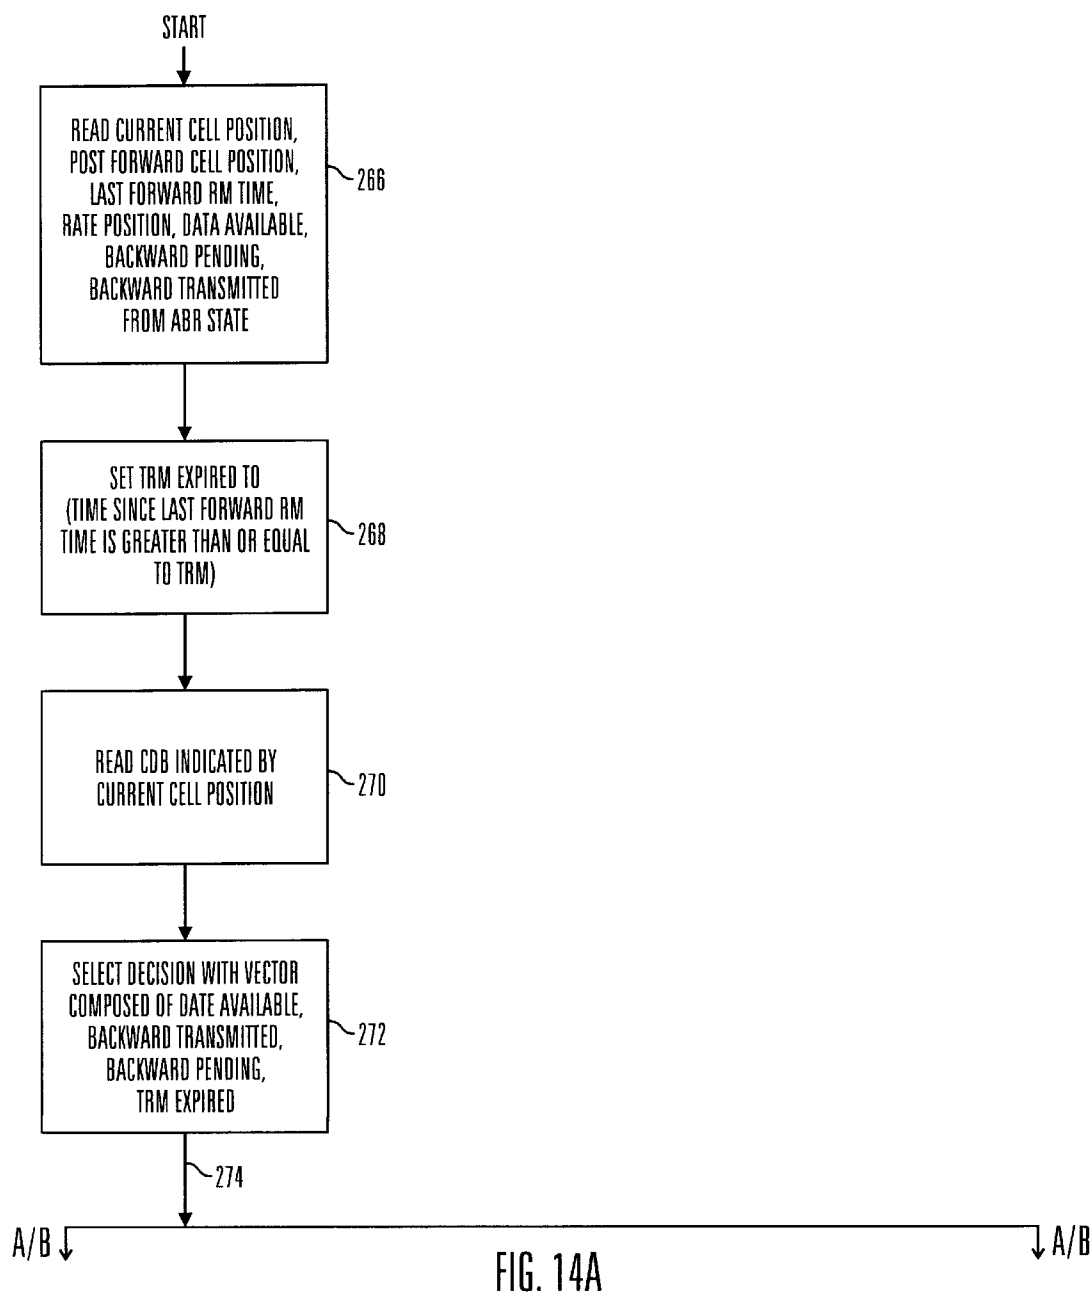 START
READ CURRENT CELL POSITION,
POST FORWARD CELL POSITION,
LAST FORWARD RM TIME,
RATE POSITION, DATA AVAILABLE,
BACKWARD PENDING,
BACKWARD TRANSMITTED
FROM ABR STATE
266
SET TRM EXPIRED TO
(TIME SINCE LAST FORWARD RM
TIME IS GREATER THAN OR EQUAL
TO TRM)
268
READ CDB INDICATED BY
CURRENT CELL POSITION
270
SELECT DECISION WITH VECTOR
COMPOSED OF DATE AVAILABLE,
BACKWARD TRANSMITTED,
BACKWARD PENDING,
TRM EXPIRED
272
274
A/B
A/B
FIG. 14A